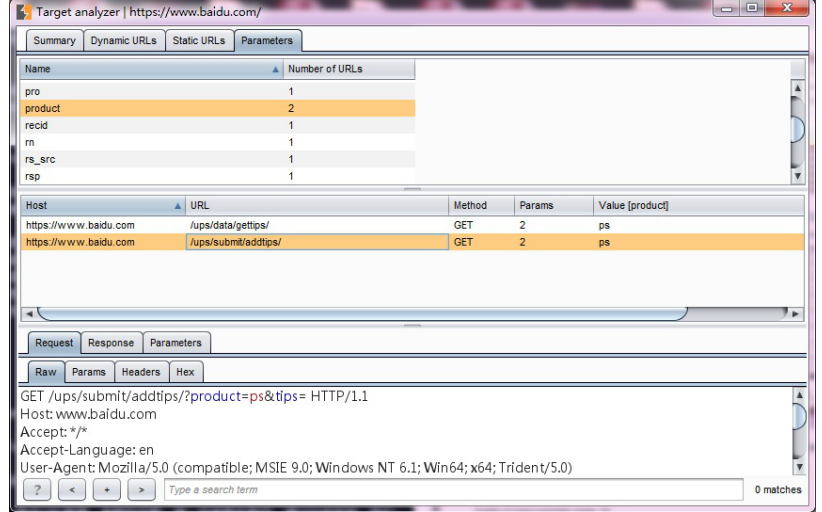 Target analyzer | https://www.baidu.com/
Summary Dynamic URLs Static URLs Parameters
Name Number of URLs
pro 1
product 2
recid 1
rn 1
rs_src 1
rsp 1
Host URL Method Params Value [product]
https://www.baidu.com /ups/data/gettips/ GET 2 ps
https://www.baidu.com /ups/submit/addtips/ GET 2 ps
Request Response Parameters
Raw Params Headers Hex
GET /ups/submit/addtips/?product=ps&tips= HTTP/1.1
Host: www.baidu.com
Accept: */*
Accept-Language: en
User-Agent: Mozilla/5.0 (compatible; MSIE 9.0; Windows NT 6.1; Win64; x64; Trident/5.0)
? < + > Type a search term 0 matches